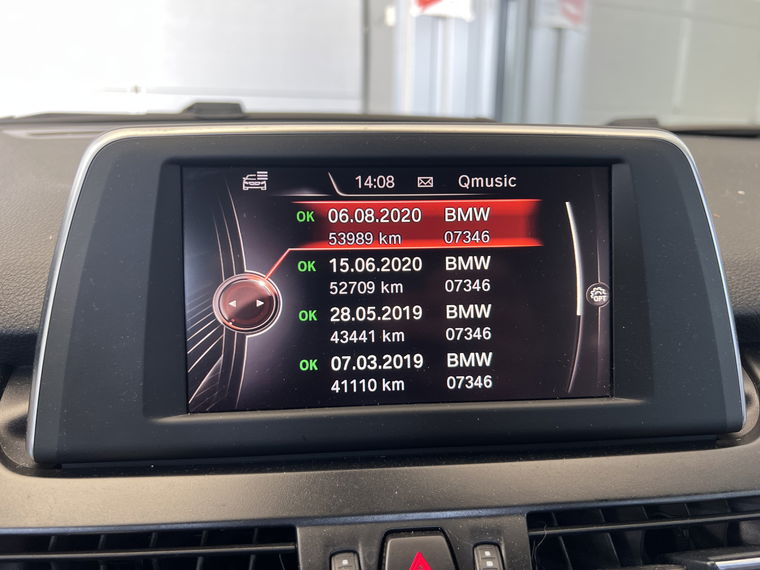 14:08 Qmusic
OK 06.08.2020 BMW
53989 km 07346
OK 15.06.2020 BMW
52709 km 07346
OPT
OK 28.05.2019 BMW
43441 km 07346
OK 07.03.2019 BMW
41110 km 07346